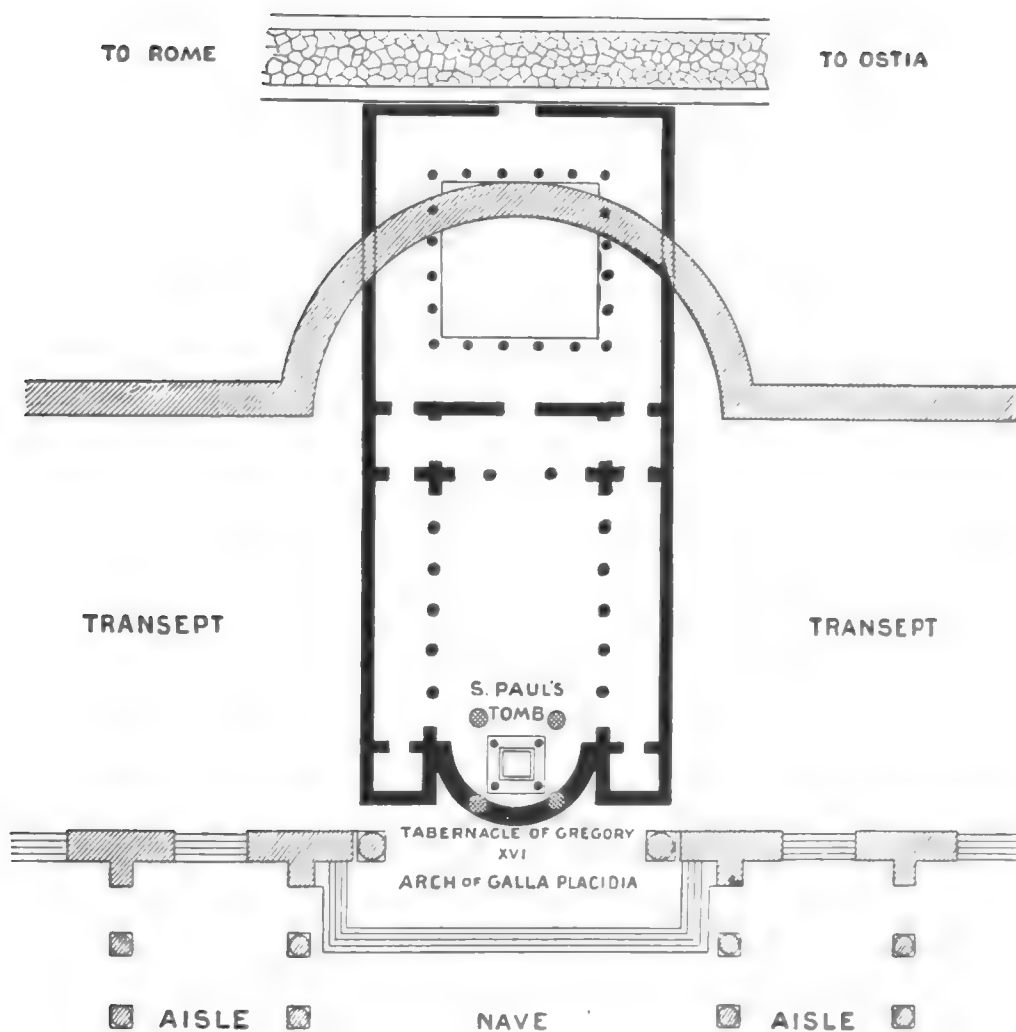 TO ROME
TO OSTIA
TRANSEPT
TRANSEPT
S. PAUL'S
TOMB
TABERNACLE OF GREGORY
XVI
ARCH OF GALLA PLACIDIA
AISLE
NAVE
AISLE